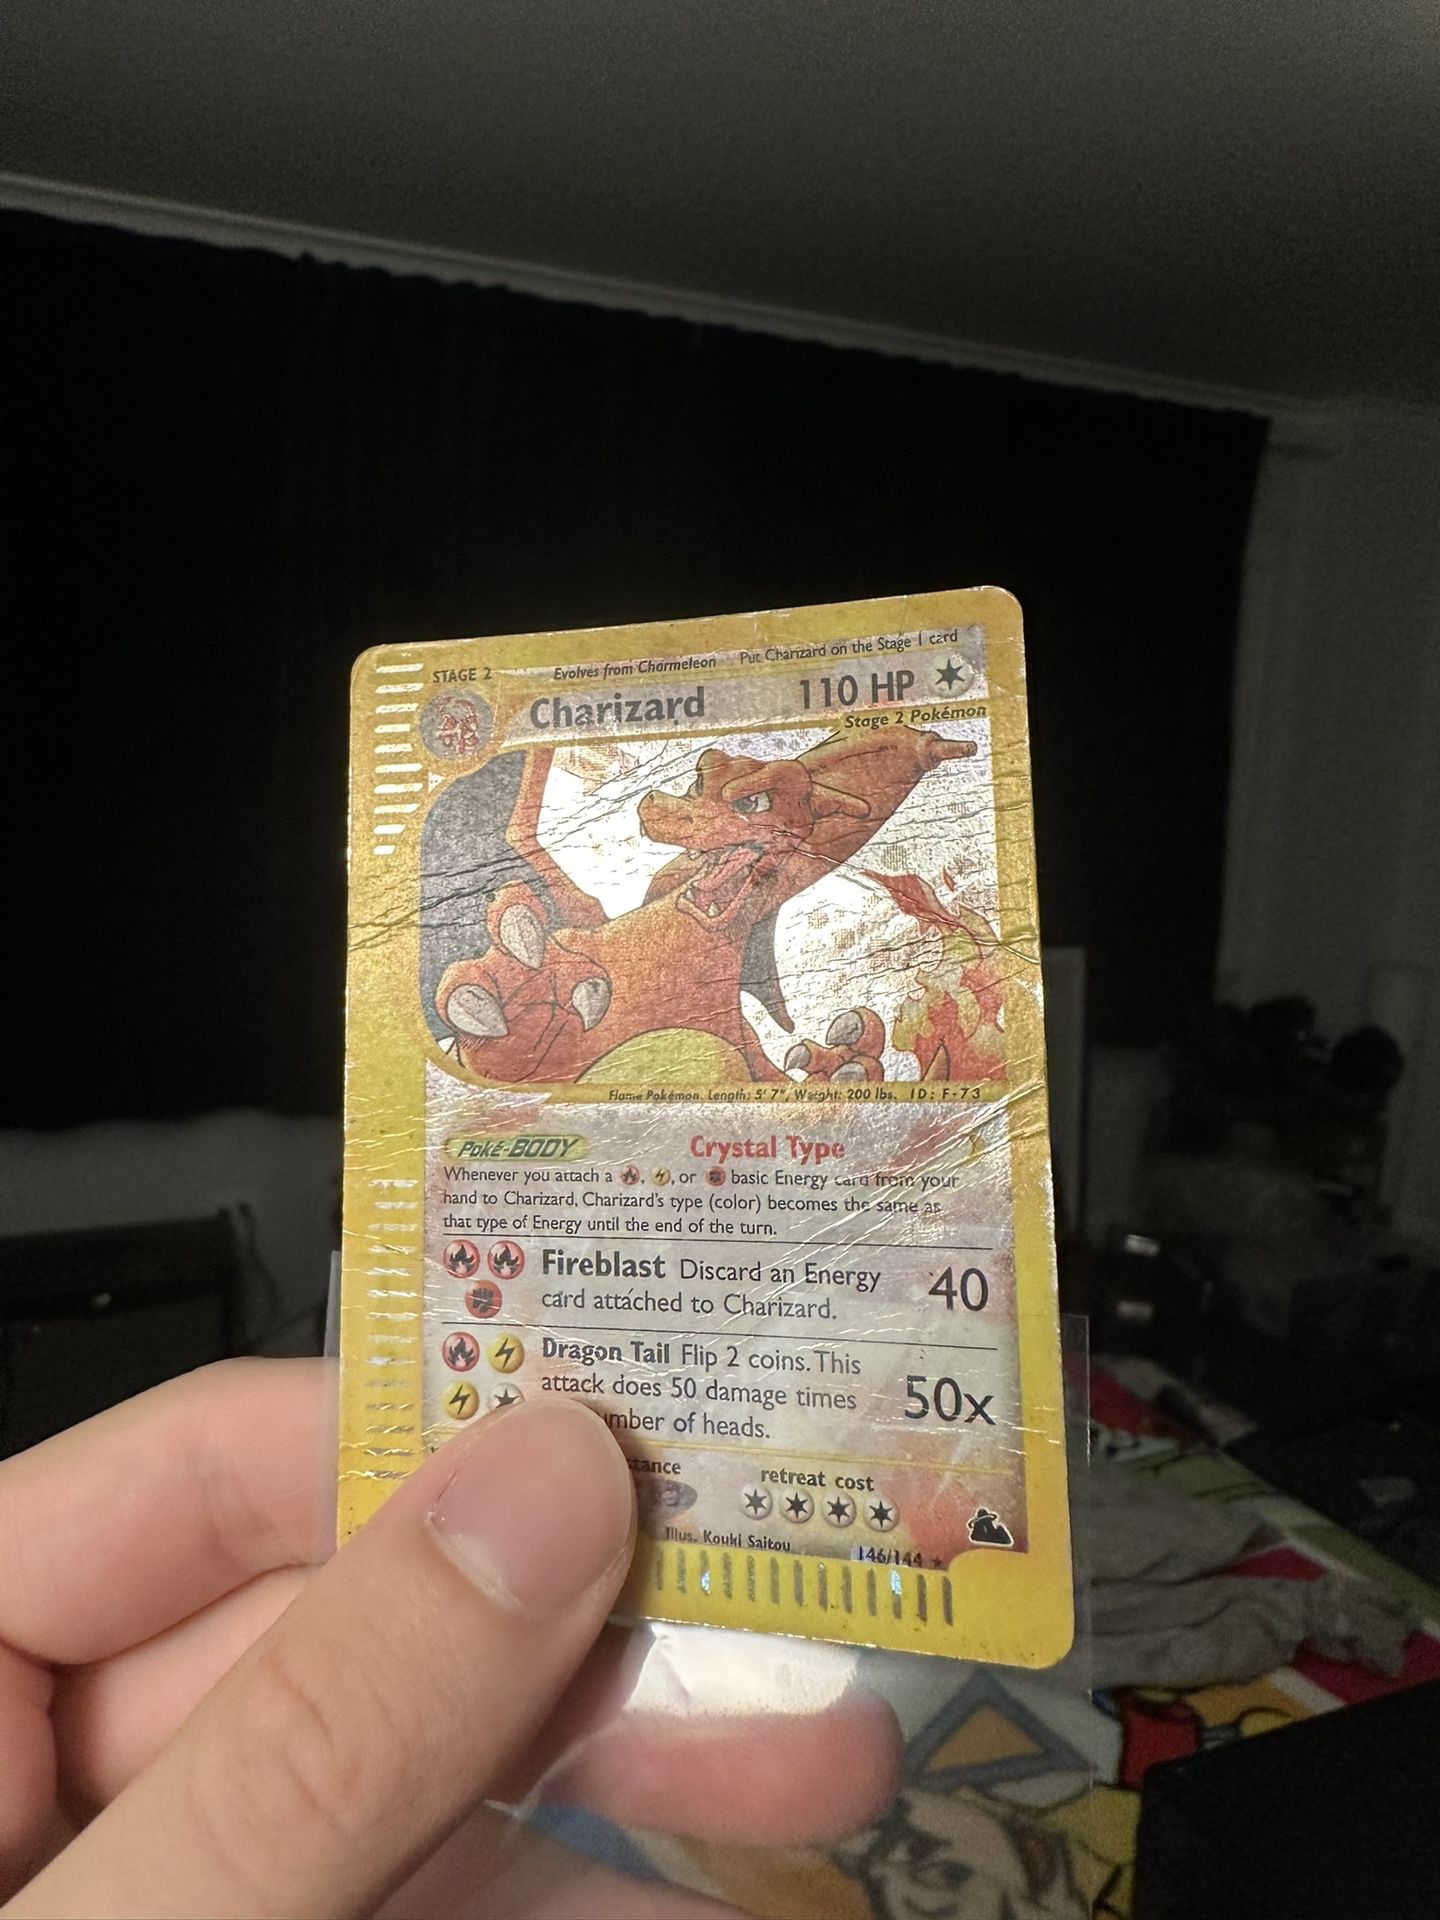 STAGE 2 Evolves from Charmeleon Put Charizard on the Stage 1 card
Charizard 110 HP
Stage 2 Pokémon
Flame Pokémon. Length: 5' 7", Weight: 200 lbs. ID: F-73
Poké-BODY Crystal Type
Whenever you attach a , , or basic Energy card from your
hand to Charizard, Charizard's type (color) becomes the same as
that type of Energy until the end of the turn.
Fireblast Discard an Energy 40
card attached to Charizard.
Dragon Tail Flip 2 coins. This
attack does 50 damage times 50x
umber of heads.
tance retreat cost
Illus. Kouki Saitou 146/144